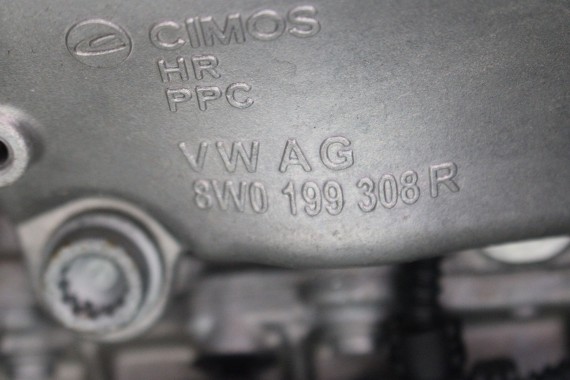 CIMOS
HR
PPC
VW AG
8W0 199 308 R